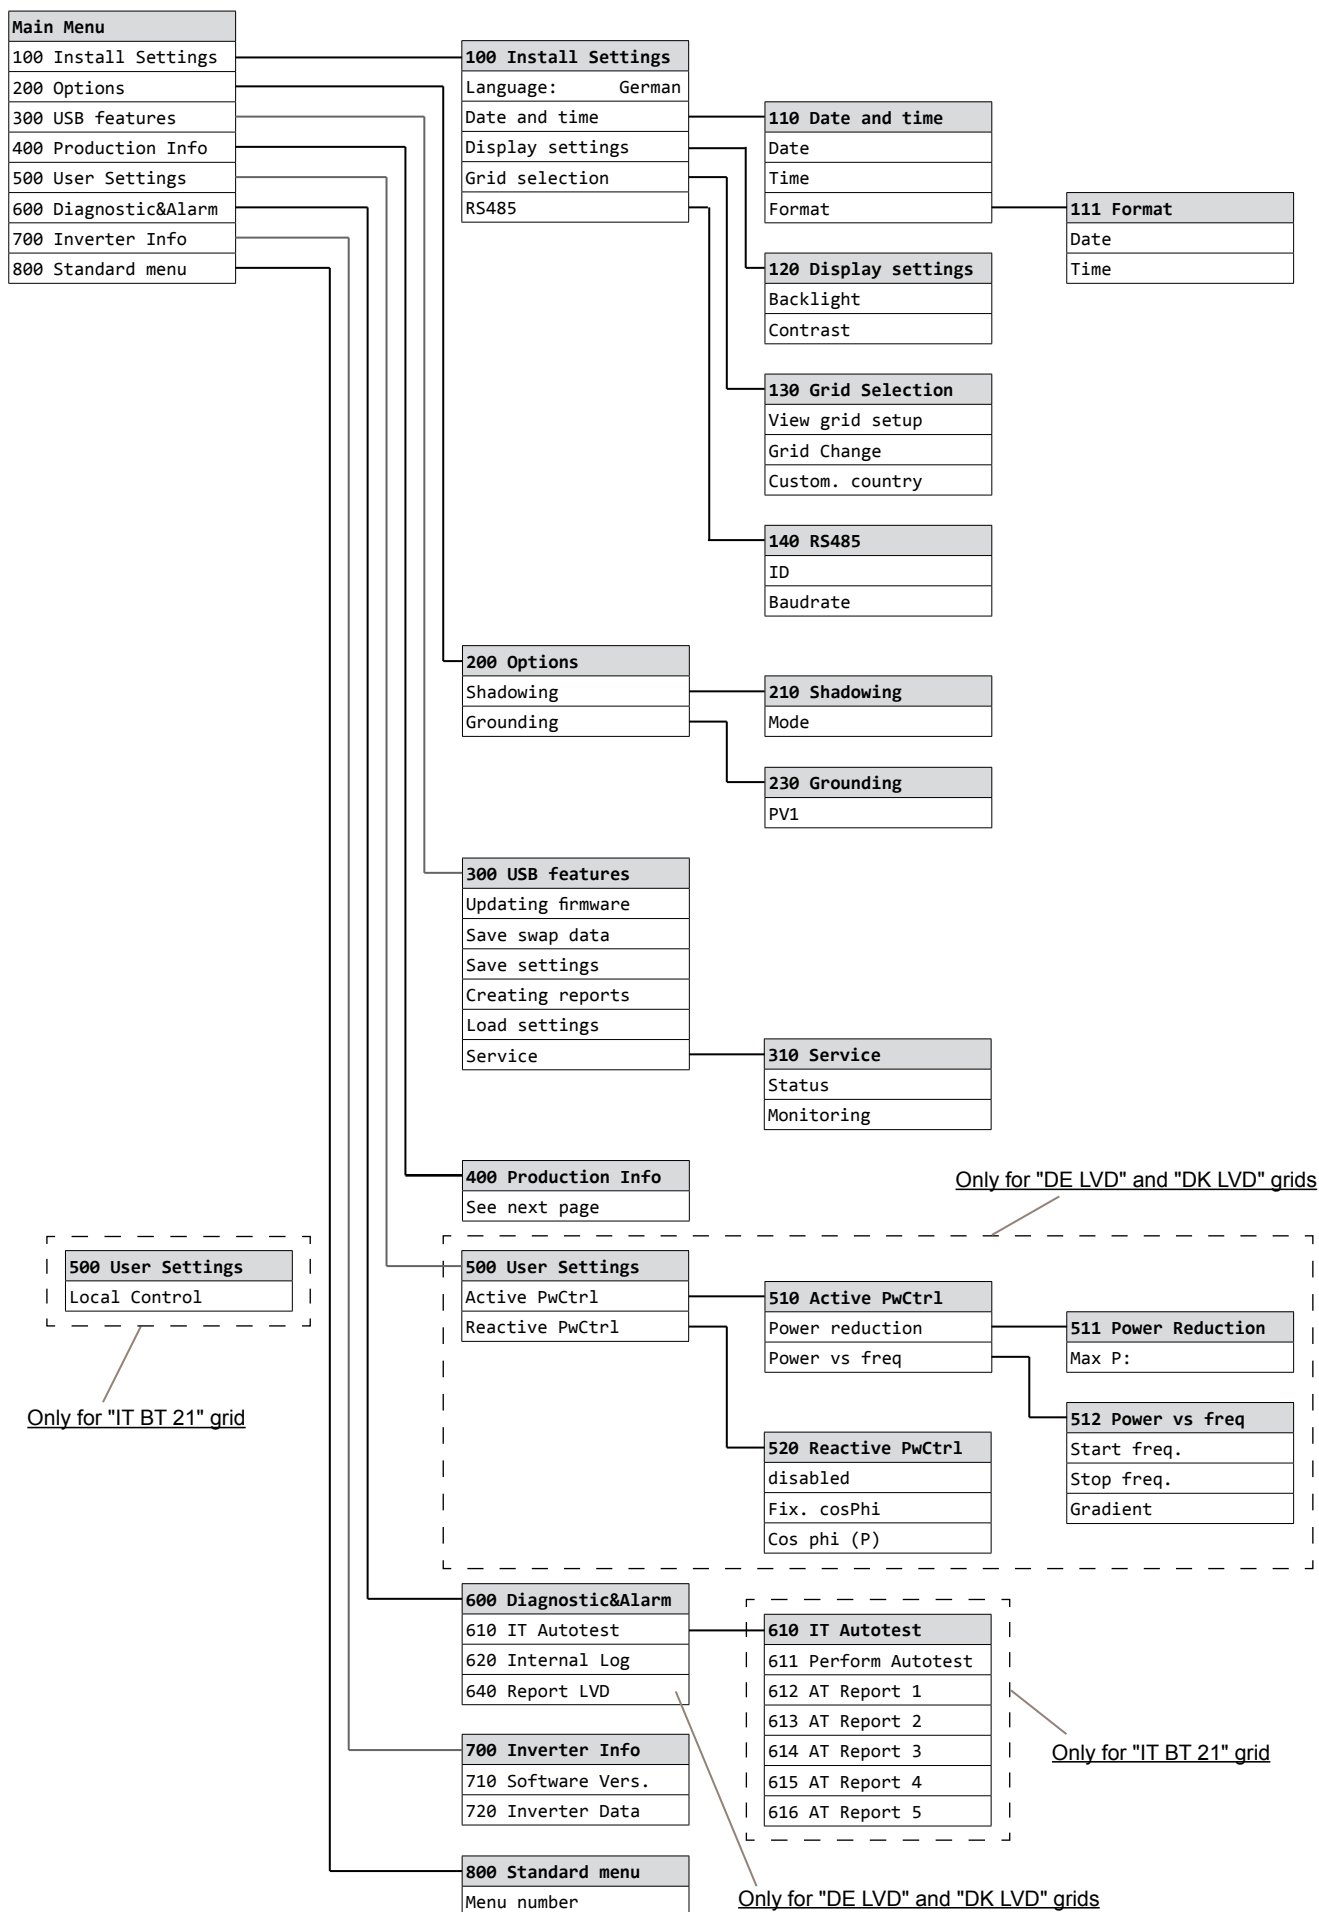 Main Menu
100 Install Settings
200 Options
300 USB features
400 Production Info
500 User Settings
600 Diagnostic&Alarm
700 Inverter Info
800 Standard menu
100 Install Settings
Language: German
Date and time
Display settings
Grid selection
RS485
110 Date and time
Date
Time
Format
111 Format
Date
Time
120 Display settings
Backlight
Contrast
130 Grid Selection
View grid setup
Grid Change
Custom. country
140 RS485
ID
Baudrate
200 Options
Shadowing
Grounding
210 Shadowing
Mode
230 Grounding
PV1
300 USB features
Updating firmware
Save swap data
Save settings
Creating reports
Load settings
Service
310 Service
Status
Monitoring
400 Production Info
See next page
Only for "DE LVD" and "DK LVD" grids
500 User Settings
Local Control
Only for "IT BT 21" grid
500 User Settings
Active PwCtrl
Reactive PwCtrl
510 Active PwCtrl
Power reduction
Power vs freq
511 Power Reduction
Max P:
512 Power vs freq
Start freq.
Stop freq.
Gradient
520 Reactive PwCtrl
disabled
Fix. cosPhi
Cos phi (P)
600 Diagnostic&Alarm
610 IT Autotest
620 Internal Log
640 Report LVD
610 IT Autotest
611 Perform Autotest
612 AT Report 1
613 AT Report 2
614 AT Report 3
615 AT Report 4
616 AT Report 5
Only for "IT BT 21" grid
700 Inverter Info
710 Software Vers.
720 Inverter Data
800 Standard menu
Menu number
Only for "DE LVD" and "DK LVD" grids